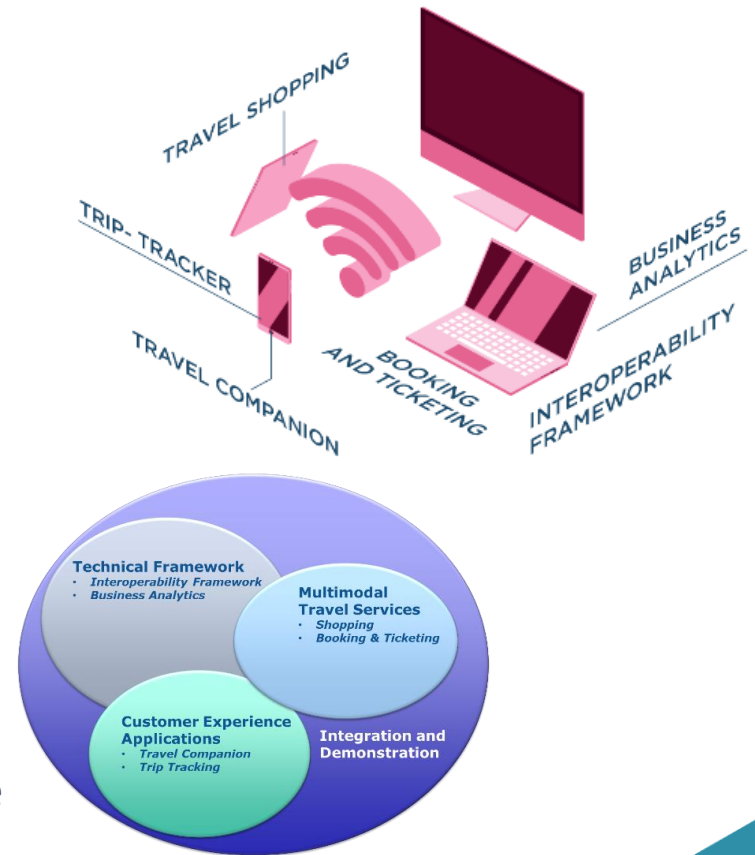 TRAVEL SHOPPING
TRIP- TRACKER
TRAVEL COMPANION
BOOKING
AND TICKETING
BUSINESS
ANALYTICS
INTEROPERABILITY
FRAMEWORK
Technical Framework
• Interoperability Framework
• Business Analytics
Multimodal
Travel Services
• Shopping
• Booking & Ticketing
Customer Experience
Applications
• Travel Companion
• Trip Tracking
Integration and
Demonstration